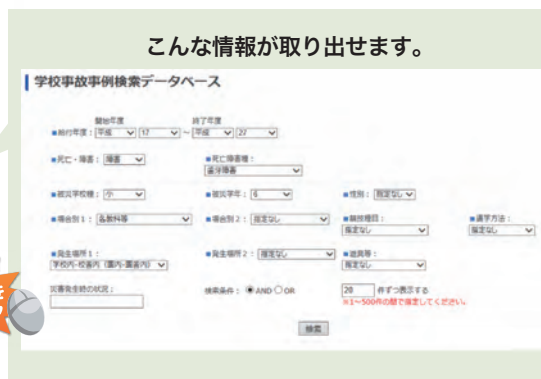 こんな情報が取り出せます。
学校事故事例検索データベース
開始年度 終了年度
■給付年度：平成 17 ～ 平成 27
■死亡・障害：障害 ■死亡障害種：
歯牙障害
■被災学校種：小 ■被災学年：6 ■性別：指定なし
■場合別1：各教科等 ■場合別2：指定なし ■競技種目： ■通学方法：
指定なし 指定なし
■発生場所1： ■発生場所2：指定なし ■遊具等：
学校内・校舎内（園内・園舎内） 指定なし
災害発生時の状況： 検索条件： AND OR 20 件ずつ表示する
※1～500件の間で指定してください。
検索